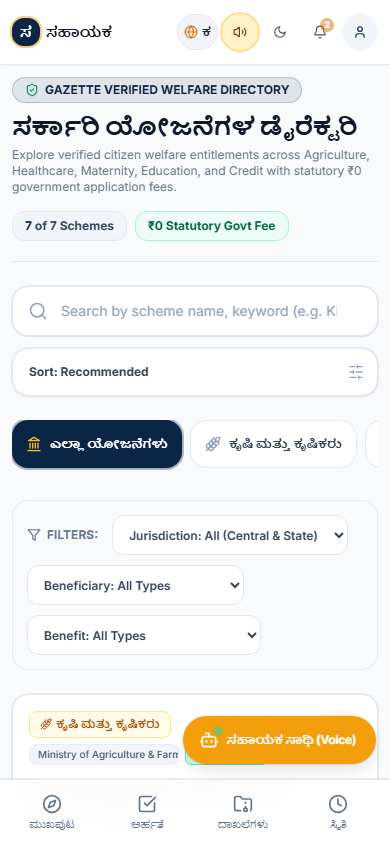 ಸ ಸಹಾಯಕ ಕ 2
GAZETTE VERIFIED WELFARE DIRECTORY
ಸರ್ಕಾರಿ ಯೋಜನೆಗಳ ಡೈರೆಕ್ಟರಿ
Explore verified citizen welfare entitlements across Agriculture,
Healthcare, Maternity, Education, and Credit with statutory ₹0
government application fees.
7 of 7 Schemes ₹0 Statutory Govt Fee
Search by scheme name, keyword (e.g. Ki
Sort: Recommended
ಎಲ್ಲಾ ಯೋಜನೆಗಳು ಕೃಷಿ ಮತ್ತು ಕೃಷಿಕರು
FILTERS: Jurisdiction: All (Central & State)
Beneficiary: All Types
Benefit: All Types
ಕೃಷಿ ಮತ್ತು ಕೃಷಿಕರು
Ministry of Agriculture & Farm
ಸಹಾಯಕ ಸಾಥಿ (Voice)
ಮುಖಪುಟ ಅರ್ಹತೆ ದಾಖಲೆಗಳು ಸ್ಥಿತಿ